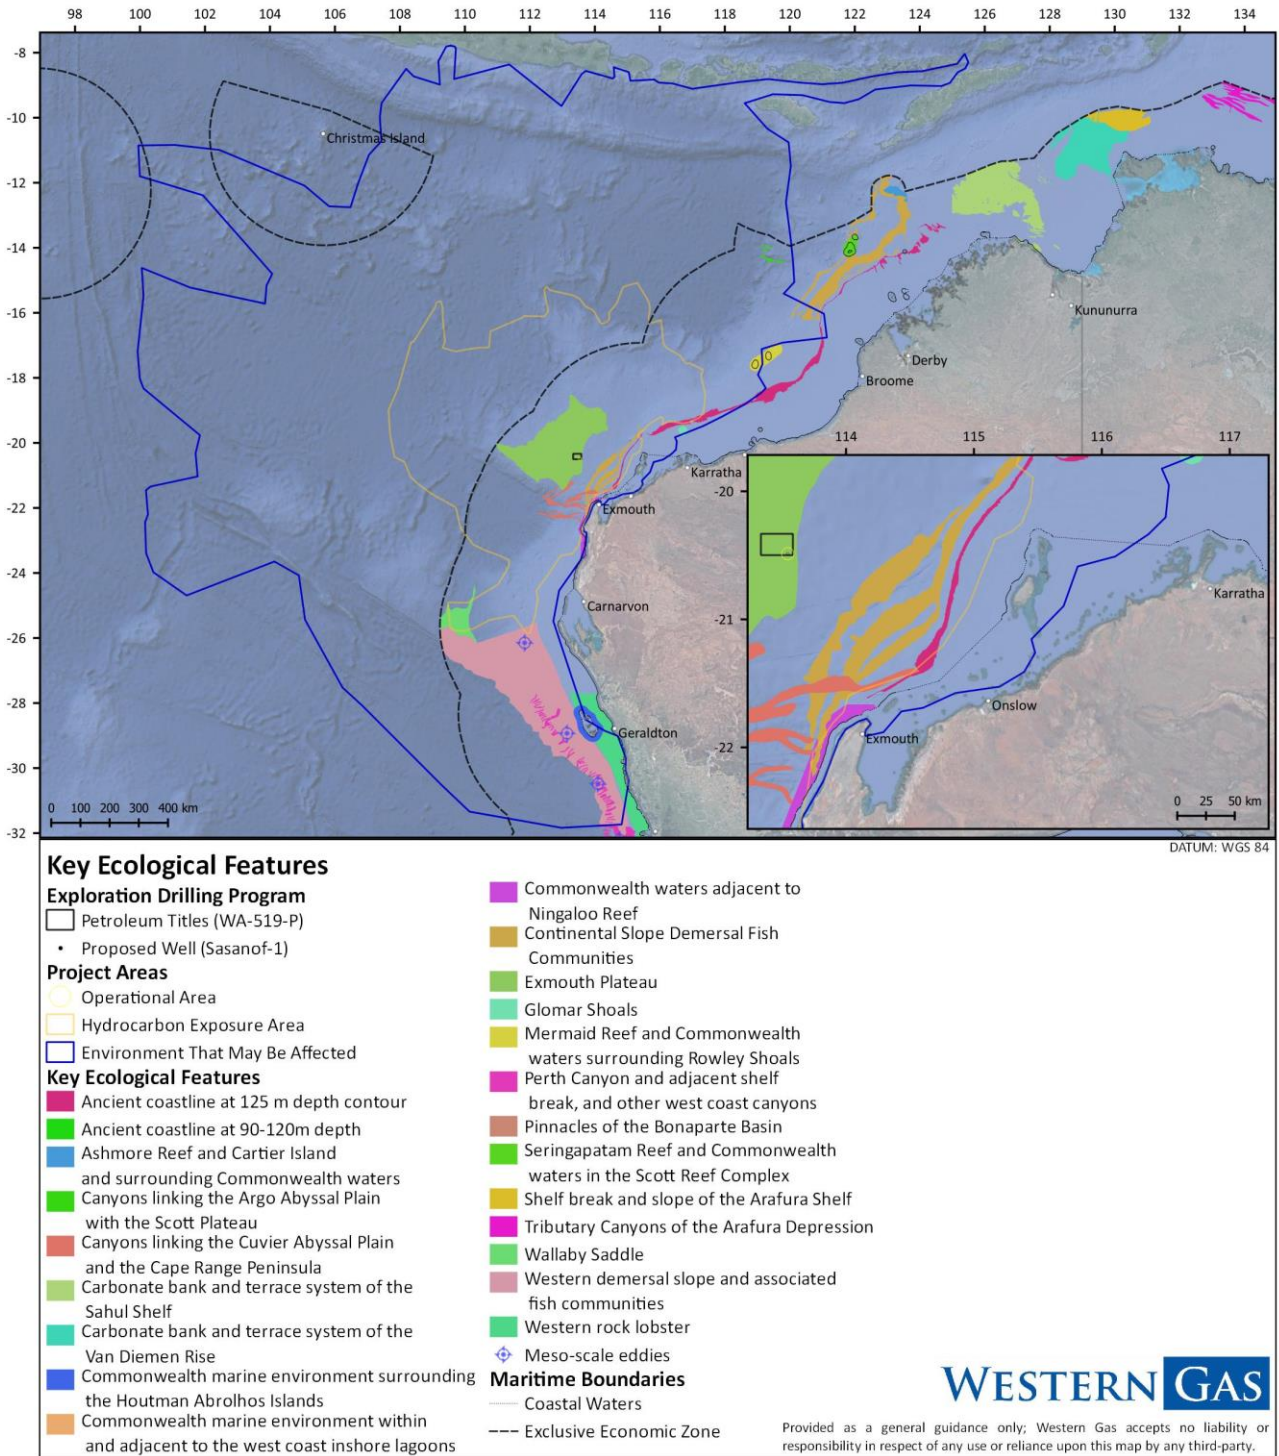 98 100 102 104 106 108 110 112 114 116 118 120 122 124 126 128 130 132 134
-8
-10
Christmas Island
-12
-14
-16
Kununurra
Derby
-18
Broome
114 115 116 117
-20
Karratha
-20
-22
Exmouth
-24
Karratha
Carnarvon
-21
-26
Onslow
-28
Geraldton
-22
Exmouth
-30
0 100 200 300 400 km
0 25 50 km
-32
DATUM: WGS 84
Key Ecological Features
Exploration Drilling Program
Petroleum Titles (WA-519-P)
Proposed Well (Sasanof-1)
Project Areas
Operational Area
Hydrocarbon Exposure Area
Environment That May Be Affected
Key Ecological Features
Ancient coastline at 125 m depth contour
Ancient coastline at 90-120m depth
Ashmore Reef and Cartier Island
and surrounding Commonwealth waters
Canyons linking the Argo Abyssal Plain
with the Scott Plateau
Canyons linking the Cuvier Abyssal Plain
and the Cape Range Peninsula
Carbonate bank and terrace system of the
Sahul Shelf
Carbonate bank and terrace system of the
Van Diemen Rise
Commonwealth marine environment surrounding
the Houtman Abrolhos Islands
Commonwealth marine environment within
and adjacent to the west coast inshore lagoons
Commonwealth waters adjacent to
Ningaloo Reef
Continental Slope Demersal Fish
Communities
Exmouth Plateau
Glomar Shoals
Mermaid Reef and Commonwealth
waters surrounding Rowley Shoals
Perth Canyon and adjacent shelf
break, and other west coast canyons
Pinnacles of the Bonaparte Basin
Seringapatam Reef and Commonwealth
waters in the Scott Reef Complex
Shelf break and slope of the Arafura Shelf
Tributary Canyons of the Arafura Depression
Wallaby Saddle
Western demersal slope and associated
fish communities
Western rock lobster
Meso-scale eddies
Maritime Boundaries
Coastal Waters
Exclusive Economic Zone
WESTERN GAS
Provided as a general guidance only; Western Gas accepts no liability or
responsibility in respect of any use or reliance upon this map by any third-party.